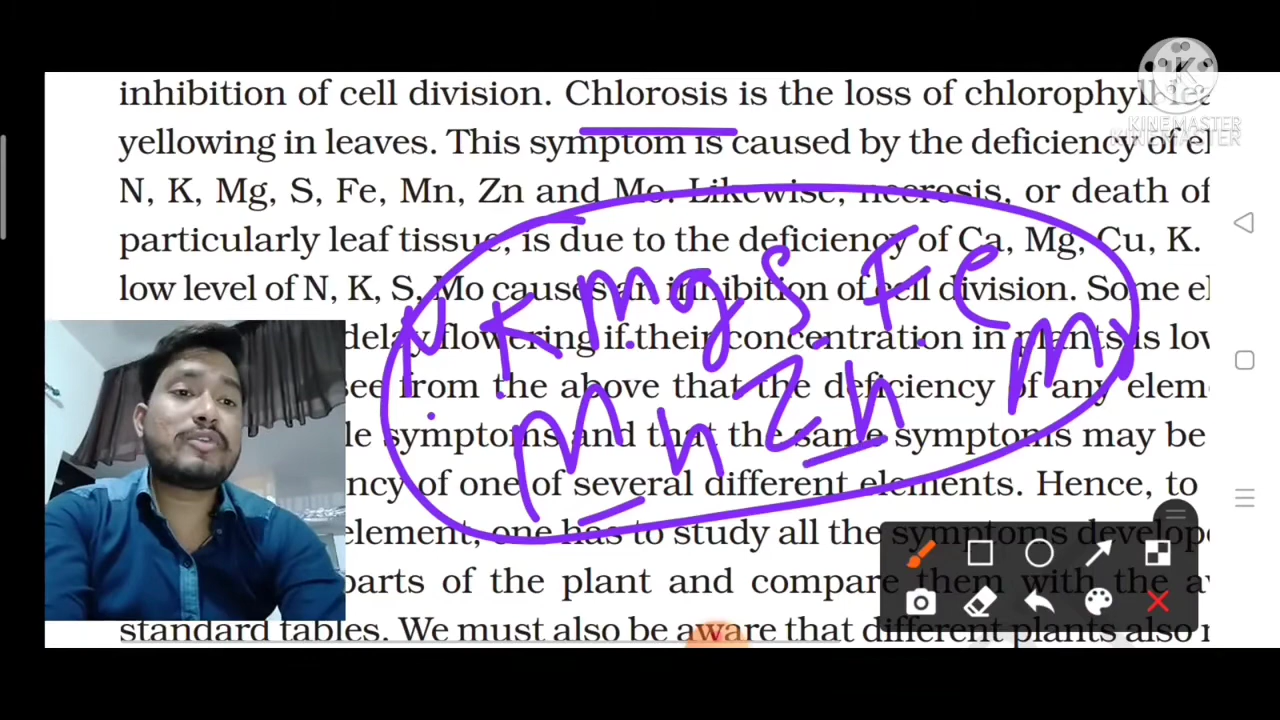 inhibition of cell division. Chlorosis is the loss of chlorophyll
yellowing in leaves. This symptom is caused by the deficiency of el
N, K, Mg, S, Fe, Mn, Zn and Mo. Likewise, necrosis, or death of
particularly leaf tissue, is due to the deficiency of Ca, Mg, Cu, K.
low level of N, K, S, Mo causes an inhibition of cell division. Some el
delay flowering if their concentration in plants is low
see from the above that the deficiency of any eleme
le symptoms and that the same symptoms may be
ncy of one of several different elements. Hence, to
element, one has to study all the symptoms develope
parts of the plant and compare them with the av
standard tables. We must also be aware that different plants also r
N K Mg S Fe
Mn Zn M
KINEMASTER
KINEMASTER